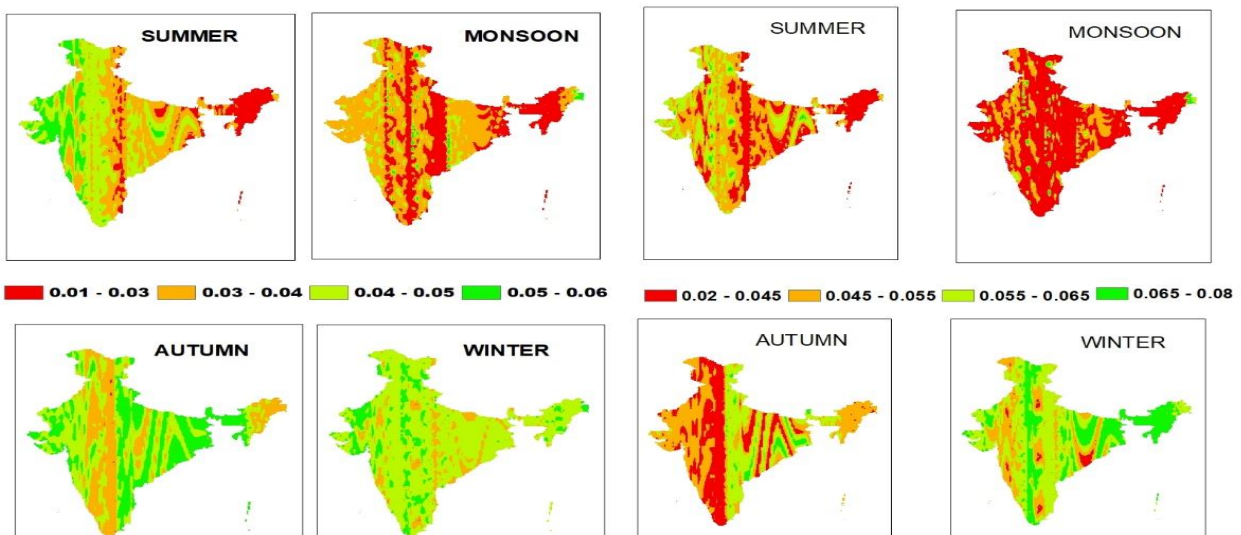 SUMMER
MONSOON
SUMMER
MONSOON
0.01 - 0.03 0.03 - 0.04 0.04 - 0.05 0.05 - 0.06
0.02 - 0.045 0.045 - 0.055 0.055 - 0.065 0.065 - 0.08
AUTUMN
WINTER
AUTUMN
WINTER